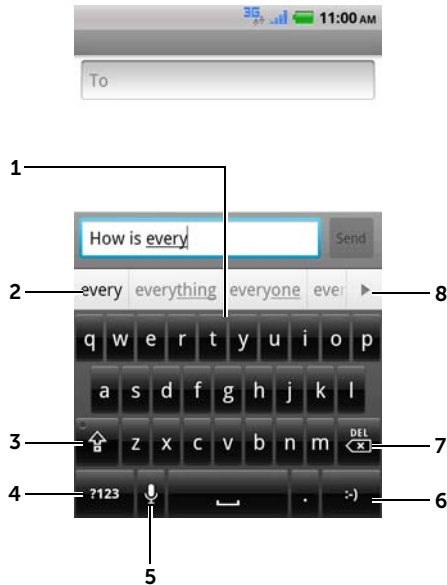 3G 11:00 AM
To
1
How is every
Send
2
every everything everyone ever
8
q w e r t y u i o p
a s d f g h j k l
3
z x c v b n m DEL
7
4
?123 . :-)
6
5